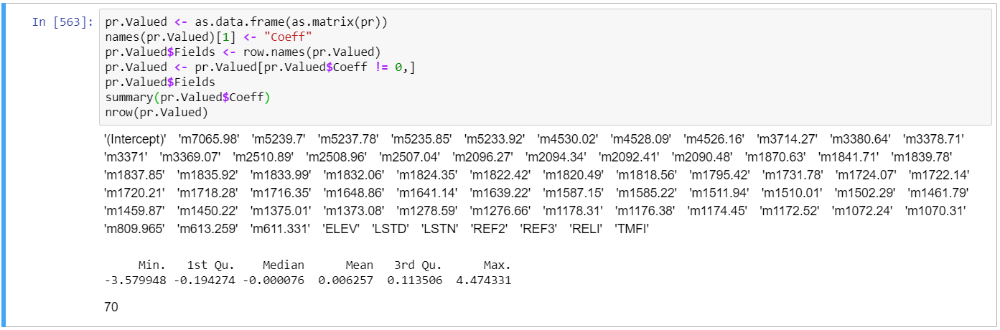 In [563]:
pr.Valued <- as.data.frame(as.matrix(pr))
names(pr.Valued)[1] <- "Coeff"
pr.Valued$Fields <- row.names(pr.Valued)
pr.Valued <- pr.Valued[pr.Valued$Coeff != 0,]
pr.Valued$Fields
summary(pr.Valued$Coeff)
nrow(pr.Valued)
'(Intercept)' 'm7065.98' 'm5239.7' 'm5237.78' 'm5235.85' 'm5233.92' 'm4530.02' 'm4528.09' 'm4526.16' 'm3714.27' 'm3380.64' 'm3378.71'
'm3371' 'm3369.07' 'm2510.89' 'm2508.96' 'm2507.04' 'm2096.27' 'm2094.34' 'm2092.41' 'm2090.48' 'm1870.63' 'm1841.71' 'm1839.78'
'm1837.85' 'm1835.92' 'm1833.99' 'm1832.06' 'm1824.35' 'm1822.42' 'm1820.49' 'm1818.56' 'm1795.42' 'm1731.78' 'm1724.07' 'm1722.14'
'm1720.21' 'm1718.28' 'm1716.35' 'm1648.86' 'm1641.14' 'm1639.22' 'm1587.15' 'm1585.22' 'm1511.94' 'm1510.01' 'm1502.29' 'm1461.79'
'm1459.87' 'm1450.22' 'm1375.01' 'm1373.08' 'm1278.59' 'm1276.66' 'm1178.31' 'm1176.38' 'm1174.45' 'm1172.52' 'm1072.24' 'm1070.31'
'm809.965' 'm613.259' 'm611.331' 'ELEV' 'LSTD' 'LSTN' 'REF2' 'REF3' 'RELI' 'TMFI'
Min. 1st Qu. Median Mean 3rd Qu. Max.
-3.579948 -0.194274 -0.000076 0.006257 0.113506 4.474331
70